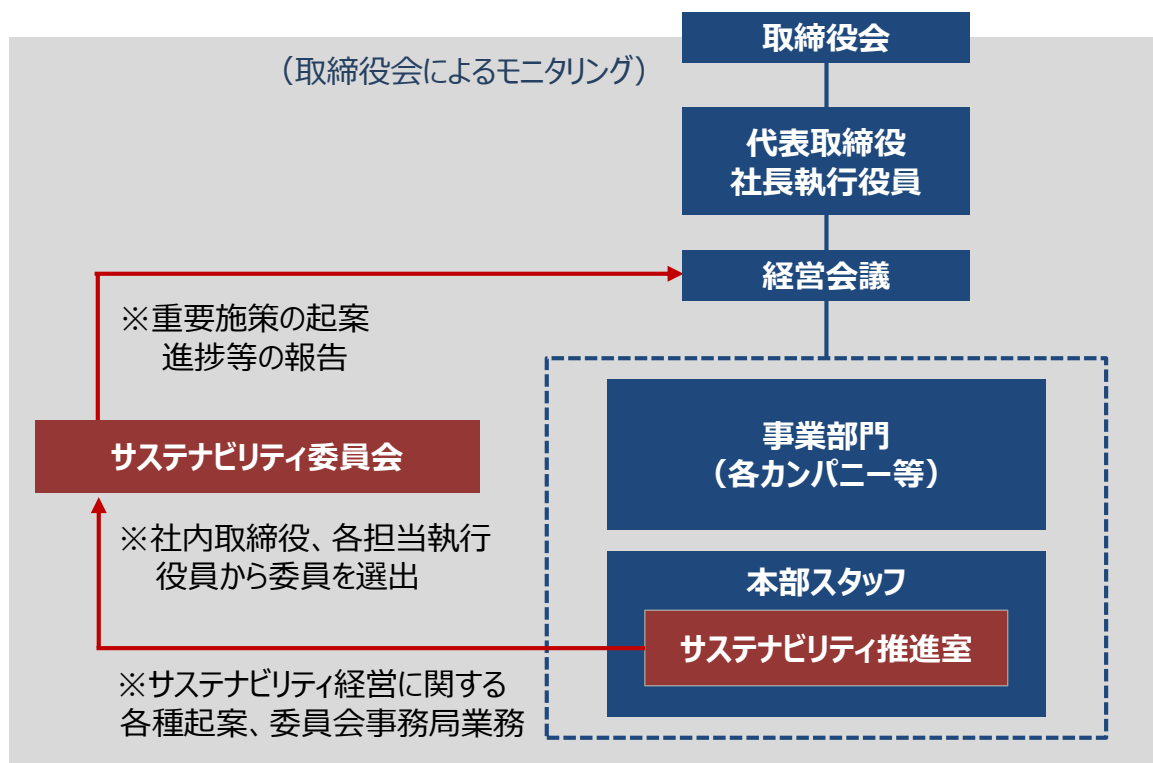 取締役会
（取締役会によるモニタリング）
代表取締役
社長執行役員
経営会議
※重要施策の起案
進捗等の報告
サステナビリティ委員会
※社内取締役、各担当執行
役員から委員を選出
事業部門
（各カンパニー等）
本部スタッフ
サステナビリティ推進室
※サステナビリティ経営に関する
各種起案、委員会事務局業務